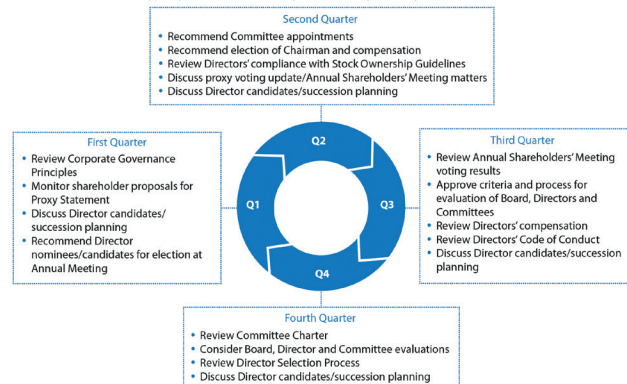 Second Quarter
• Recommend Committee appointments
• Recommend election of Chairman and compensation
• Review Directors' compliance with Stock Ownership Guidelines
• Discuss proxy voting update/Annual Shareholders' Meeting matters
• Discuss Director candidates/succession planning
First Quarter
• Review Corporate Governance
Principles
• Monitor shareholder proposals for
Proxy Statement
• Discuss Director candidates/
succession planning
• Recommend Director
nominees/candidates for election at
Annual Meeting
Q2
Q1
Q3
Q4
Third Quarter
• Review Annual Shareholders' Meeting
voting results
• Approve criteria and process for
evaluation of Board, Directors and
Committees
• Review Directors' compensation
• Review Directors' Code of Conduct
• Discuss Director candidates/succession
planning
Fourth Quarter
• Review Committee Charter
• Consider Board, Director and Committee evaluations
• Review Director Selection Process
• Discuss Director candidates/succession planning